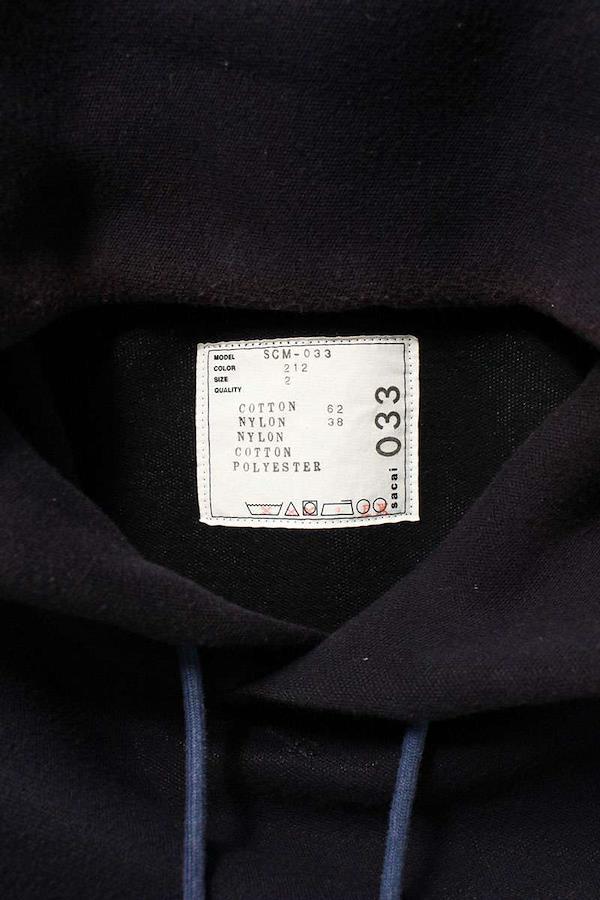 MODEL SCM-033
COLOR 212
SIZE 2
QUALITY
COTTON 62
NYLON 38
NYLON
COTTON
POLYESTER
sacai 033